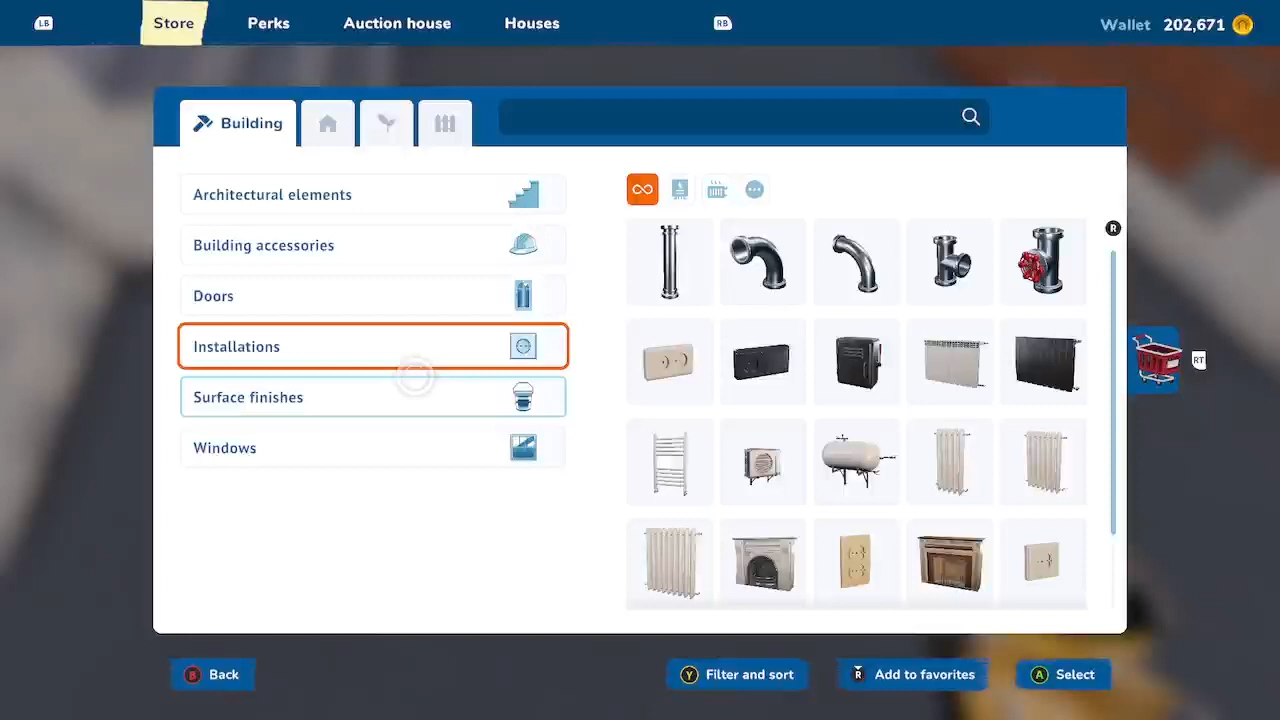 LB
Store
Perks
Auction house
Houses
RB
Wallet 202,671
Building
Architectural elements
Building accessories
Doors
Installations
Surface finishes
Windows
R
RT
B Back
Y Filter and sort
R Add to favorites
A Select